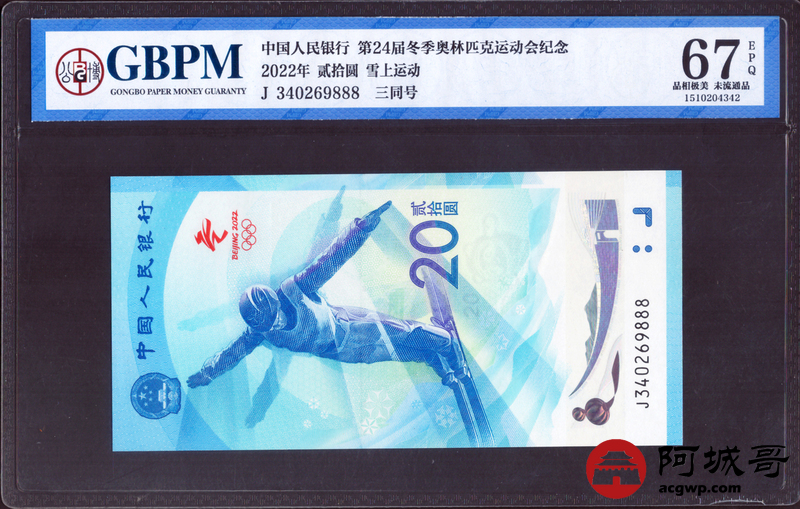 GBPM
GONGBO PAPER MONEY GUARANTY
中国人民银行 第24届冬季奥林匹克运动会纪念
2022年 贰拾圆 雪上运动
J 340269888 三同号
67
EPQ
品相极美 未流通品
1510204342
中国人民银行
BEIJING 2022
贰拾圆
20
20
J340269888
阿城哥
acgwp.com